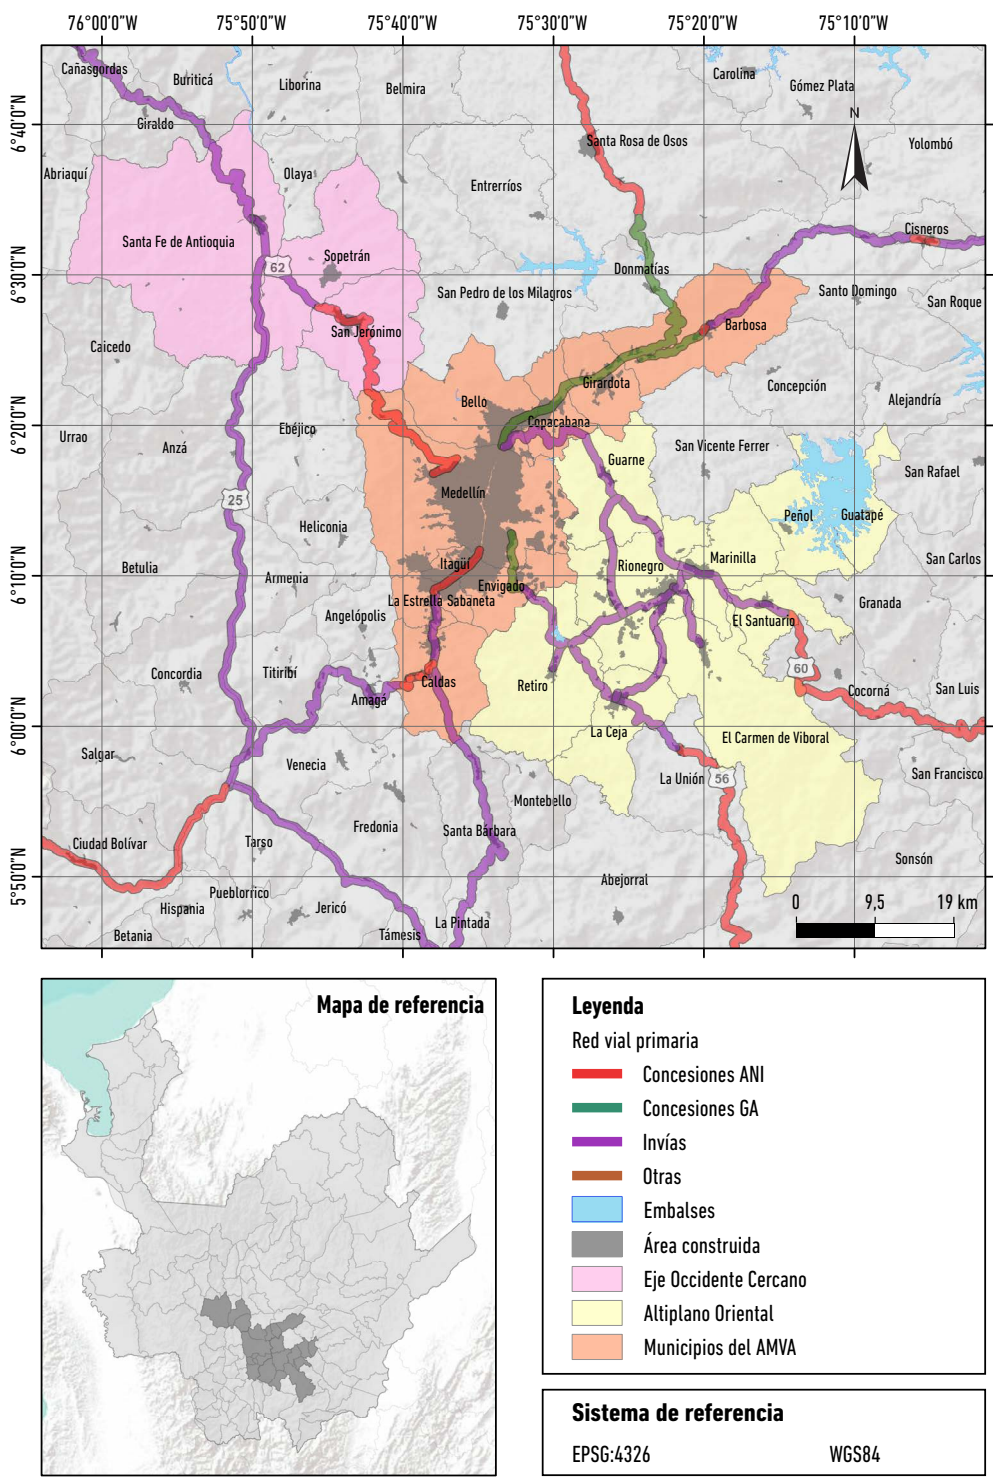 76°00'0"W 75°50'0"W 75°40'0"W 75°30'0"W 75°20'0"W 75°10'0"W
6°40'0"N
6°30'0"N
6°20'0"N
6°10'0"N
6°00'0"N
5°50'0"N
Cañasgordas
Buriticá
Liborina
Belmira
Carolina
Gómez Plata
N
Giraldo
Santa Rosa de Osos
Yolombó
Abriaquí
Olaya
Entrerríos
Santa Fe de Antioquia
Sopetrán
Cisneros
62
Donmatías
San Pedro de los Milagros
Santo Domingo
San Roque
San Jerónimo
Barbosa
Caicedo
Girardota
Concepción
Bello
Alejandría
Copacabana
Urrao
Anzá
Ebéjico
San Vicente Ferrer
Guarne
San Rafael
25
Medellín
Peñol
Guatapé
Heliconia
Itagüí
Rionegro
Marinilla
San Carlos
Betulia
Armenia
Envigado
La Estrella
Sabaneta
Granada
Angelópolis
El Santuario
Concordia
Titiribí
60
Caldas
Retiro
Cocorná
San Luis
Amagá
La Ceja
El Carmen de Viboral
Salgar
Venecia
La Unión
56
San Francisco
Montebello
Fredonia
Santa Bárbara
Ciudad Bolívar
Tarso
Sonsón
Abejorral
Pueblorrico
Hispania
Jericó
La Pintada
Betania
Támesis
0 9,5 19 km
Mapa de referencia
Leyenda
Red vial primaria
Concesiones ANI
Concesiones GA
Invías
Otras
Embalses
Área construida
Eje Occidente Cercano
Altiplano Oriental
Municipios del AMVA
Sistema de referencia
EPSG:4326 WGS84